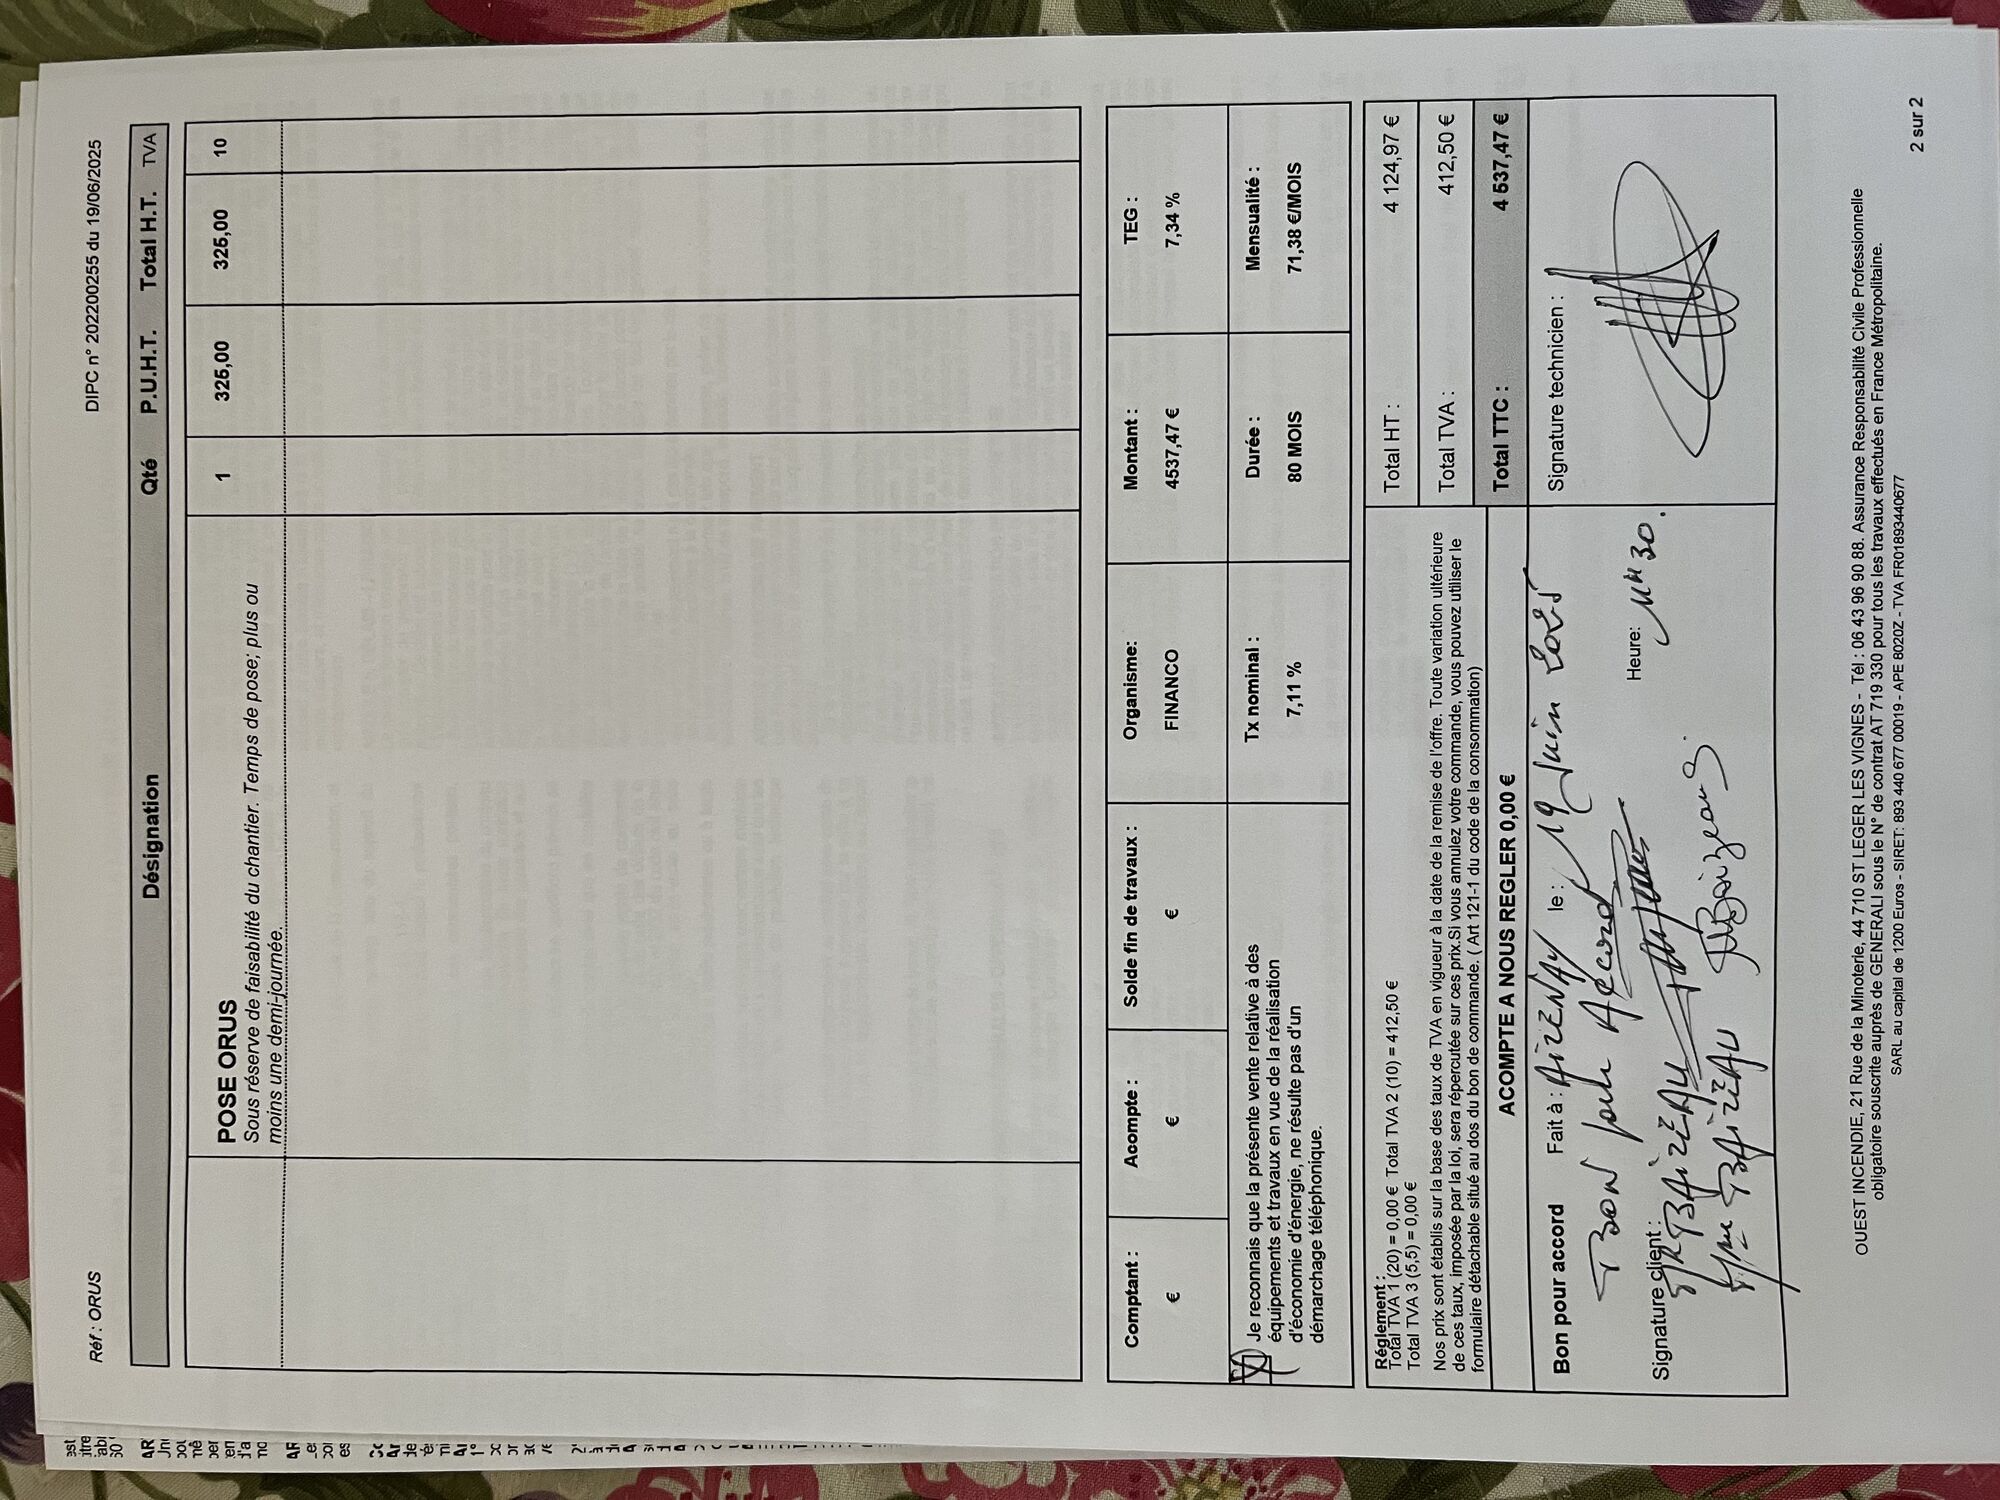 Réf : ORUS
DIPC n° 202200255 du 19/06/2025
Désignation Qté P.U.H.T. Total H.T. TVA
POSE ORUS 1 325,00 325,00 10
Sous réserve de faisabilité du chantier. Temps de pose; plus ou
moins une demi-journée.
Comptant : Acompte : Solde fin de travaux : Organisme: Montant : TEG :
€ € € FINANCO 4537,47 € 7,34 %
Je reconnais que la présente vente relative à des
équipements et travaux en vue de la réalisation
d'économie d'énergie, ne résulte pas d'un
démarchage téléphonique.
Tx nominal : Durée : Mensualité :
7,11 % 80 MOIS 71,38 €/MOIS
Réglement :
Total TVA 1 (20) = 0,00 € Total TVA 2 (10) = 412,50 €
Total TVA 3 (5,5) = 0,00 €
Nos prix sont établis sur la base des taux de TVA en vigueur à la date de la remise de l'offre. Toute variation ultérieure
de ces taux, imposée par la loi, sera répercutée sur ces prix.Si vous annulez votre commande, vous pouvez utiliser le
formulaire détachable situé au dos du bon de commande. ( Art 121-1 du code de la consommation)
Total HT : 4 124,97 €
Total TVA : 412,50 €
Total TTC : 4 537,47 €
ACOMPTE A NOUS REGLER 0,00 €
Bon pour accord Fait à : AIZENAY le : 19 Juin 2025
Bon pour Accord
Heure: 11H30.
Signature client :
MR BAIZEAU
Mme BAIZEAU
Signature technicien :
OUEST INCENDIE, 21 Rue de la Minoterie, 44 710 ST LEGER LES VIGNES - Tél : 06 43 96 90 88. Assurance Responsabilité Civile Professionnelle
obligatoire souscrite auprès de GENERALI sous le N° de contrat AT 719 930 pour tous les travaux effectués en France Métropolitaine.
SARL au capital de 1200 Euros - SIRET: 893 440 677 00019 - APE 8020Z - TVA FR01893440677
2 sur 2